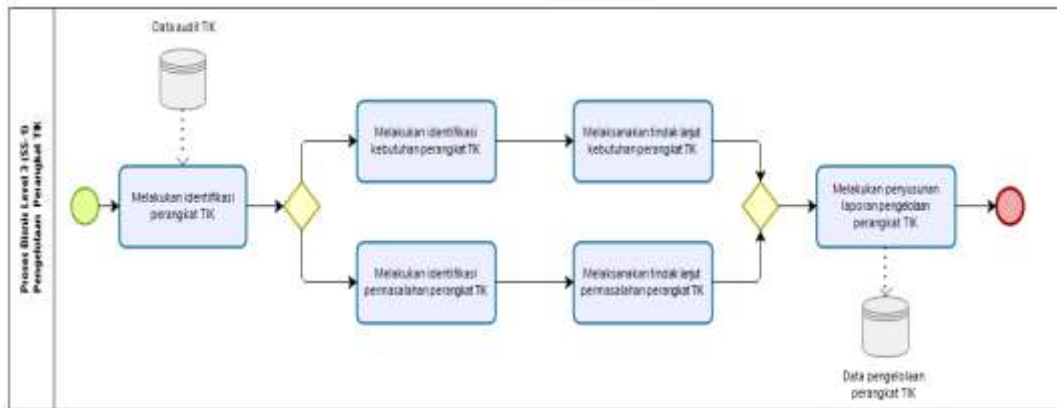 Proses Bisnis Level 3 (SS-1)
Pengelolaan Perangkat TIK
Data audit TIK
Melakukan identifikasi
perangkat TIK
Melakukan identifikasi
kebutuhan perangkat TIK
Melaksanakan tindak lanjut
kebutuhan perangkat TIK
Melakukan identifikasi
permasalahan perangkat TIK
Melaksanakan tindak lanjut
permasalahan perangkat TIK
Melakukan penyusunan
laporan pengelolaan
perangkat TIK
Data pengelolaan
perangkat TIK